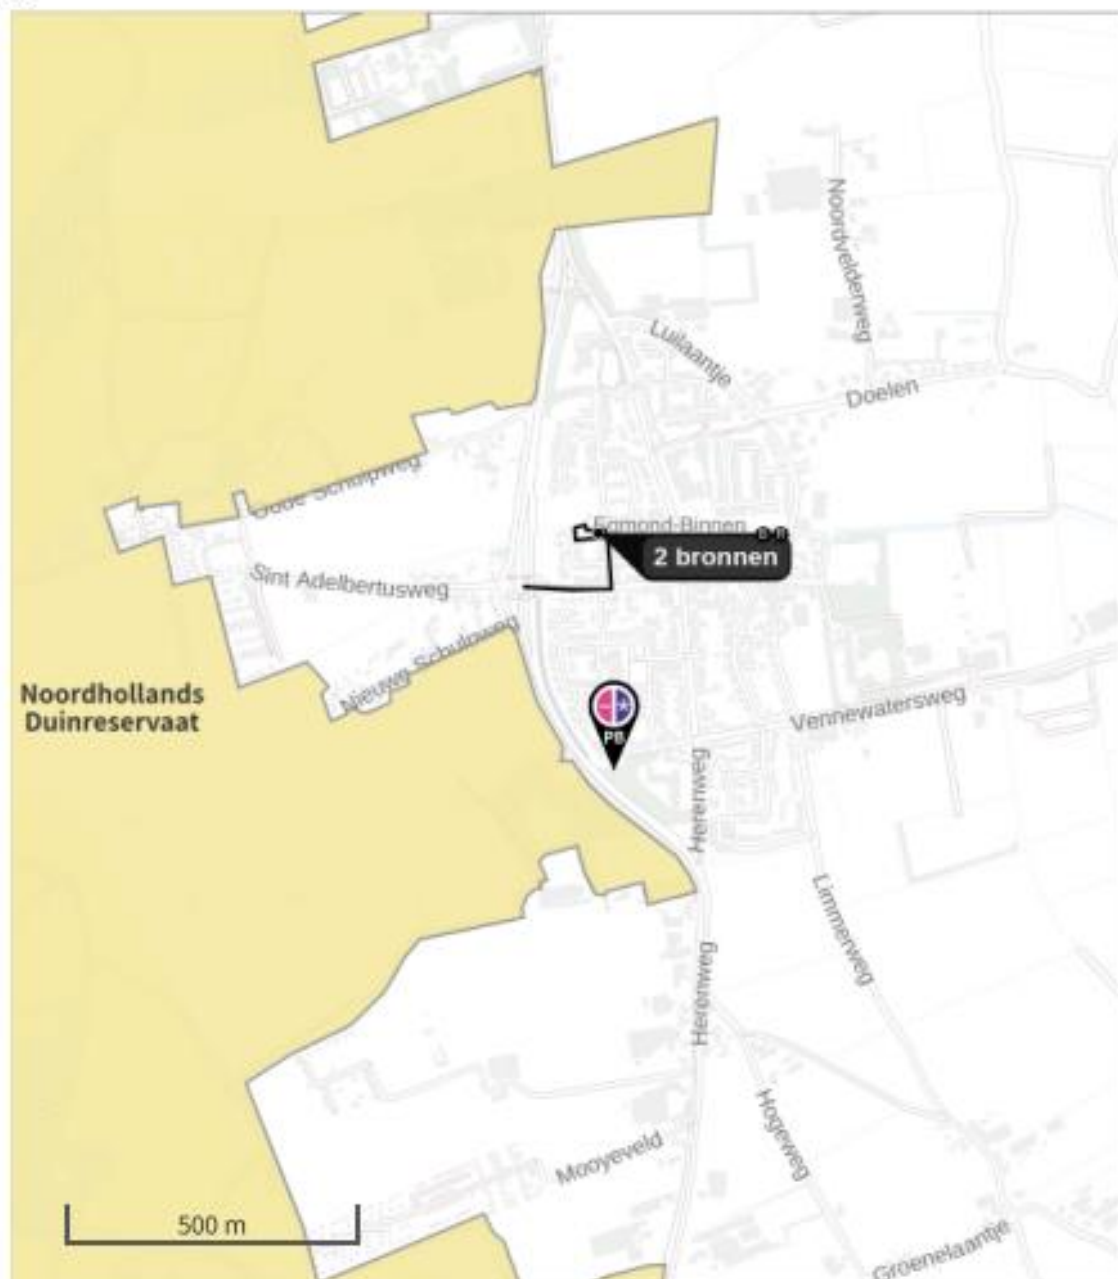 Noordvelderweg
Luilaantje
Doelen
Oude Schulpweg
Egmond-Binnen
2 bronnen
Sint Adelbertusweg
Nieuwe Schulpweg
Noordhollands
Duinreservaat
PB
Vennewatersweg
Herenweg
Limmerweg
Herenweg
Hogeweg
Mooyeveld
500 m
Groenelaantje